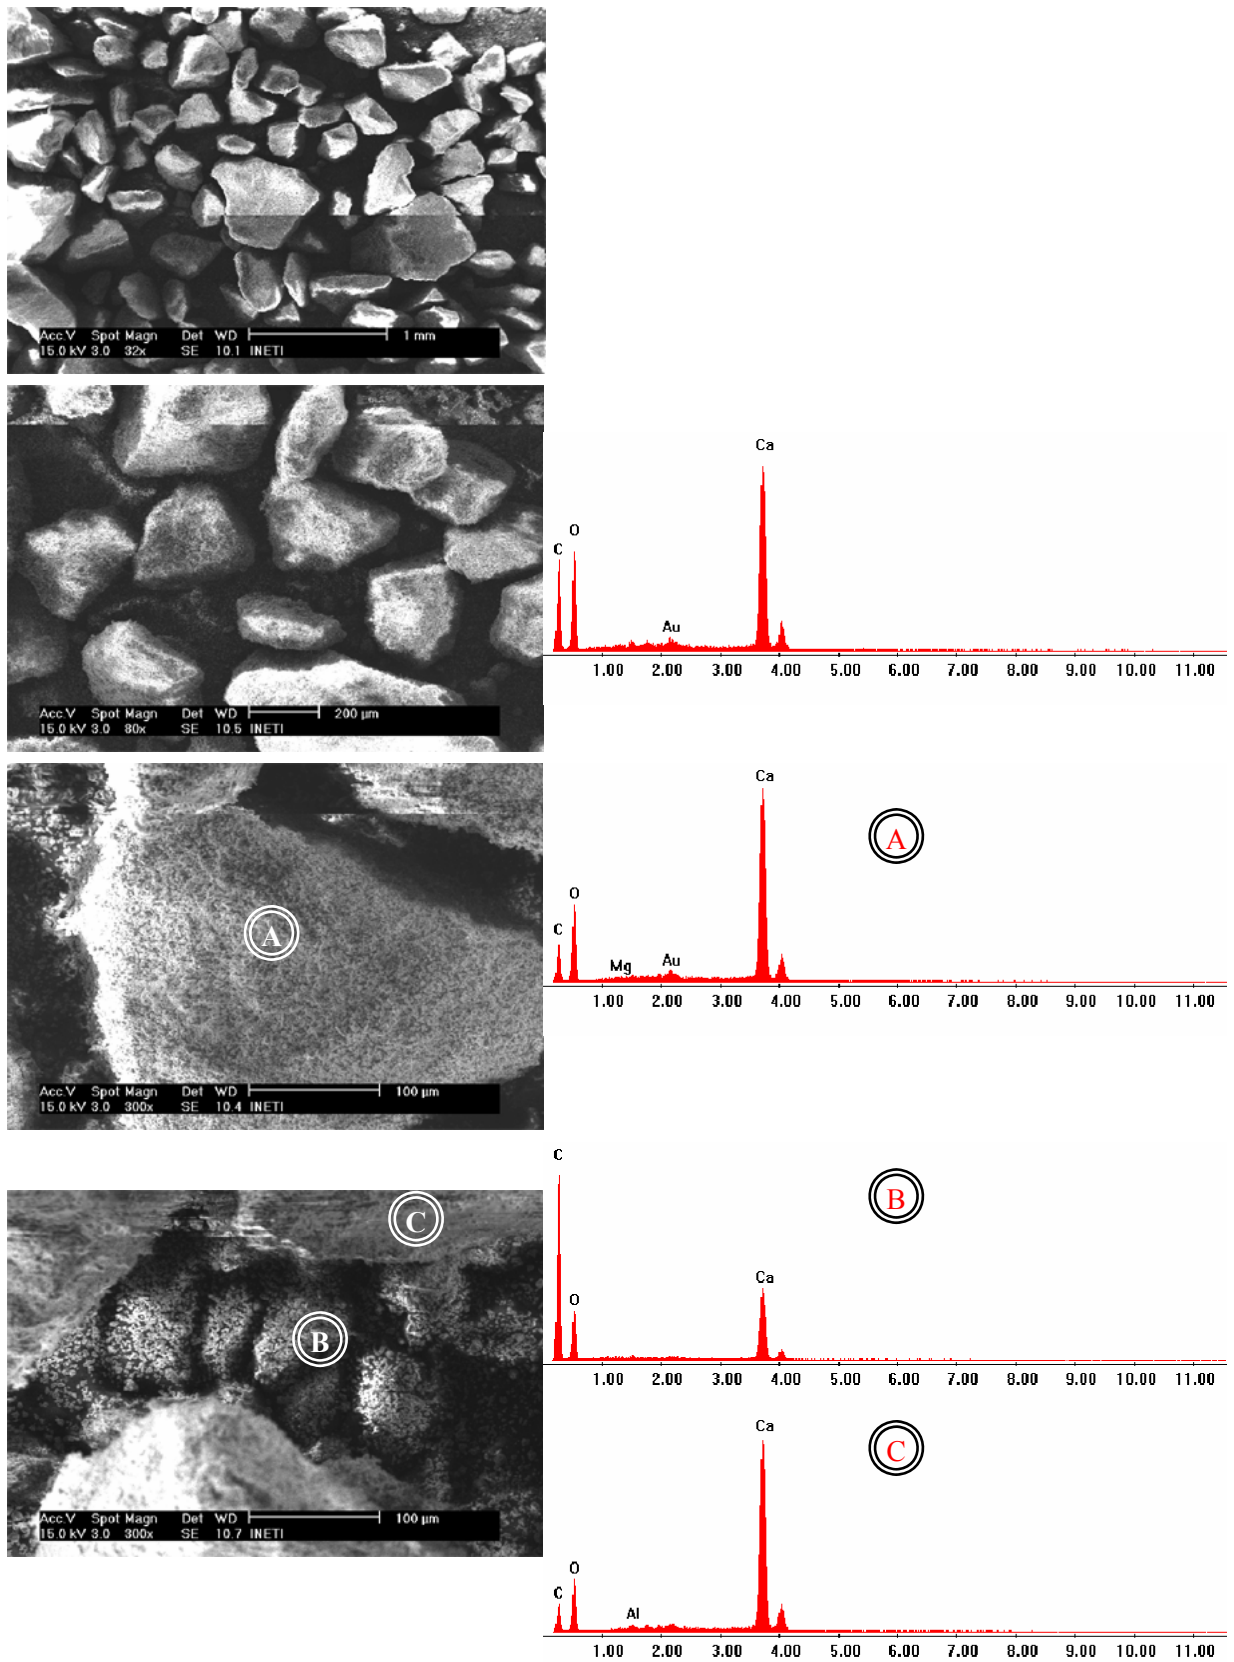 Acc.V Spot Magn Det WD 1 mm
15.0 kV 3.0 32x SE 10.1 INETI
Acc.V Spot Magn Det WD 200 µm
15.0 kV 3.0 80x SE 10.5 INETI
Ca
O
C
Au
1.00 2.00 3.00 4.00 5.00 6.00 7.00 8.00 9.00 10.00 11.00
A
Acc.V Spot Magn Det WD 100 µm
15.0 kV 3.0 300x SE 10.4 INETI
Ca
A
O
C
Mg Au
1.00 2.00 3.00 4.00 5.00 6.00 7.00 8.00 9.00 10.00 11.00
C
B
Acc.V Spot Magn Det WD 100 µm
15.0 kV 3.0 300x SE 10.7 INETI
C
B
Ca
O
1.00 2.00 3.00 4.00 5.00 6.00 7.00 8.00 9.00 10.00 11.00
Ca
C
O
C
Al
1.00 2.00 3.00 4.00 5.00 6.00 7.00 8.00 9.00 10.00 11.00